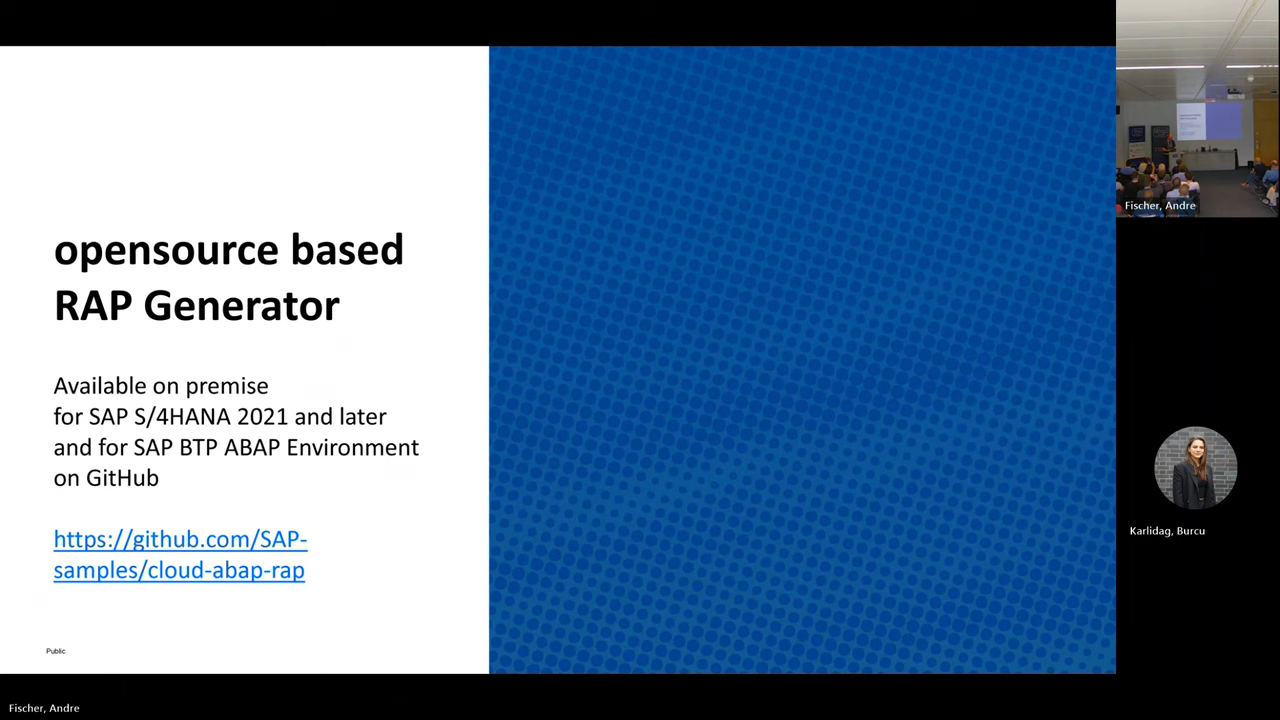 opensource based
RAP Generator
Available on premise
for SAP S/4HANA 2021 and later
and for SAP BTP ABAP Environment
on GitHub
https://github.com/SAP-
samples/cloud-abap-rap
Public
Fischer, Andre
Fischer, Andre
Karlidag, Burcu